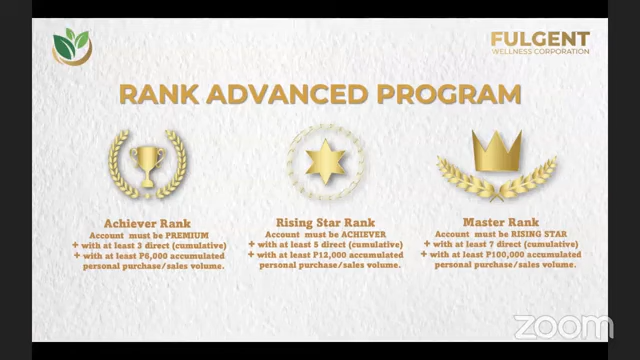 FULGENT
WELLNESS CORPORATION
RANK ADVANCED PROGRAM
Achiever Rank
Account must be PREMIUM
+ with at least 3 direct (cumulative)
+ with at least P6,000 accumulated
personal purchase/sales volume.
Rising Star Rank
Account must be ACHIEVER
+ with at least 5 direct (cumulative)
+ with at least P12,000 accumulated
personal purchase/sales volume.
Master Rank
Account must be RISING STAR
+ with at least 7 direct (cumulative)
+ with at least P100,000 accumulated
personal purchase/sales volume.
zoom